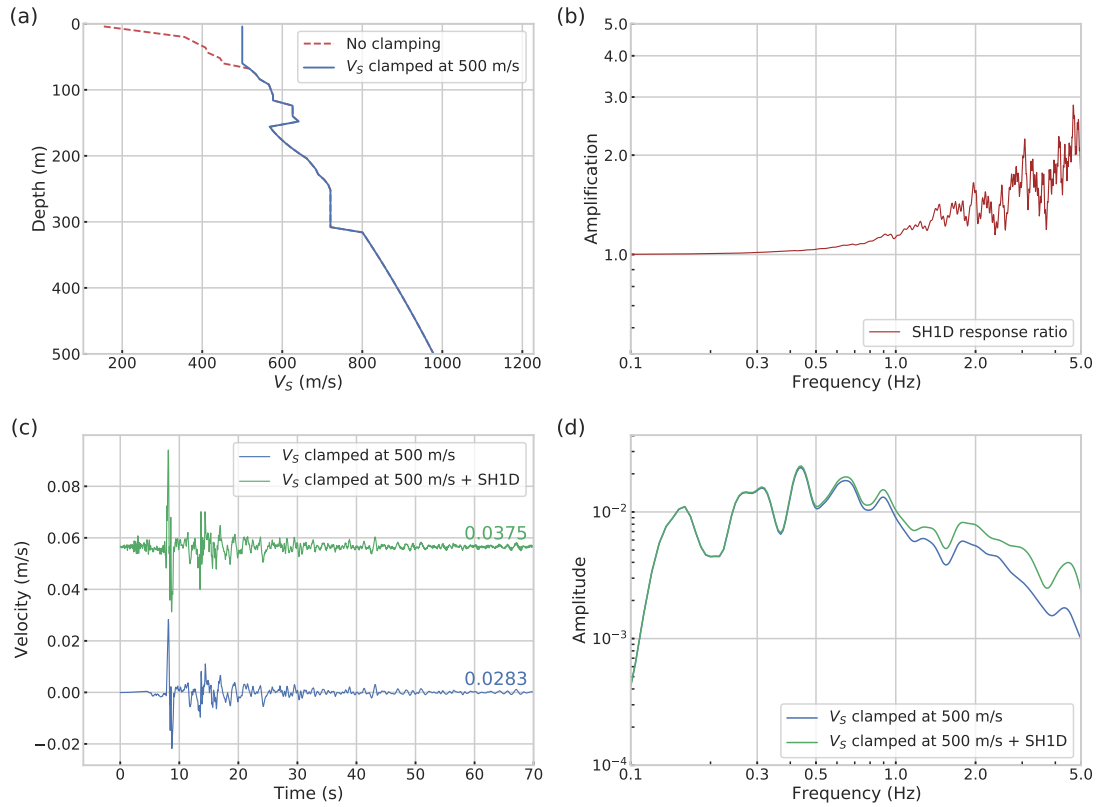 (a)
No clamping
V_S clamped at 500 m/s
0
100
200
300
400
500
Depth (m)
200
400
600
800
1000
1200
V_S (m/s)
(b)
5.0
4.0
3.0
2.0
1.0
Amplification
SH1D response ratio
0.1
0.3
0.5
1.0
2.0
5.0
Frequency (Hz)
(c)
V_S clamped at 500 m/s
V_S clamped at 500 m/s + SH1D
0.08
0.06
0.04
0.02
0.00
−0.02
Velocity (m/s)
0.0375
0.0283
0
10
20
30
40
50
60
70
Time (s)
(d)
10⁻²
10⁻³
10⁻⁴
Amplitude
V_S clamped at 500 m/s
V_S clamped at 500 m/s + SH1D
0.1
0.3
0.5
1.0
2.0
5.0
Frequency (Hz)